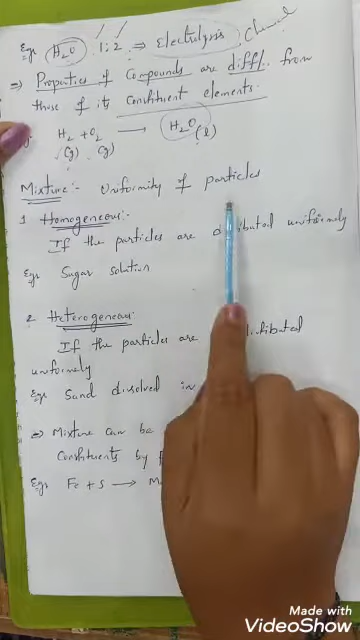 Eg:- H₂O 1:2 ⇒ Electrolysis, Chemical
⇒ Properties of Compounds are diff. from
those of its Constituent elements.
H₂ + O₂ → H₂O (l)
(g) (g)
Mixture:- Uniformity of particles
1 Homogeneous:-
If the particles are uniformly
Eg:- Sugar solution
2 Heterogeneous:-
If the particles are
uniformly
Eg:- Sand dissolved in
⇒ Mixture can be
Constituents by
Eg:- Fe + S →
Made with
VideoShow